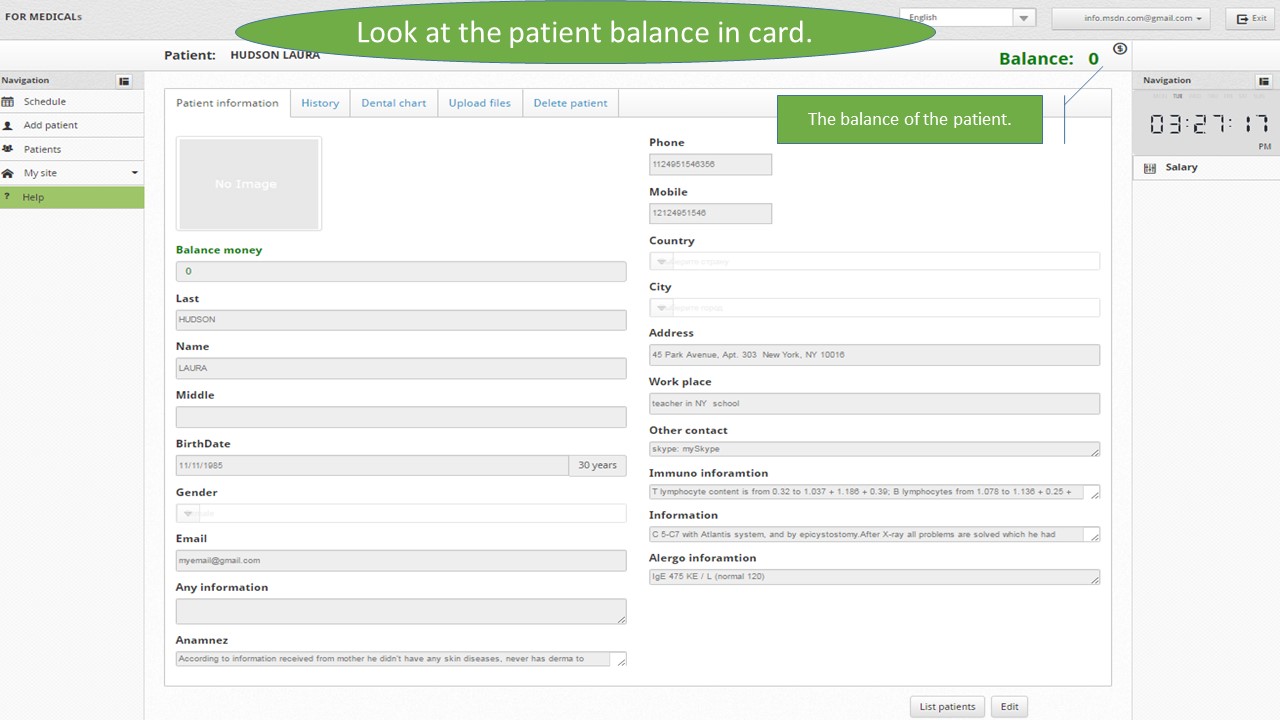 FOR MEDICALs
Look at the patient balance in card.
English
info.msdn.com@gmail.com
Exit
Patient: HUDSON LAURA
Balance: 0
Navigation
Schedule
Add patient
Patients
My site
Help
Patient information
History
Dental chart
Upload files
Delete patient
The balance of the patient.
No Image
Balance money
0
Last
HUDSON
Name
LAURA
Middle
BirthDate
11/11/1985
30 years
Gender
Email
myemail@gmail.com
Any information
Anamnez
According to information received from mother he didn't have any skin diseases, never has derma to
Phone
1124951546356
Mobile
12124951546
Country
City
Address
45 Park Avenue, Apt. 303 New York, NY 10016
Work place
teacher in NY school
Other contact
skype: mySkype
Immuno inforamtion
T lymphocyte content is from 0.32 to 1.037 + 1.186 + 0.39; B lymphocytes from 1.078 to 1.136 + 0.25 +
Information
C 5-C7 with Atlantis system, and by epicystostomy.After X-ray all problems are solved which he had
Alergo inforamtion
IgE 475 KE / L (normal 120)
List patients
Edit
Navigation
TUE
03:27:17
PM
Salary